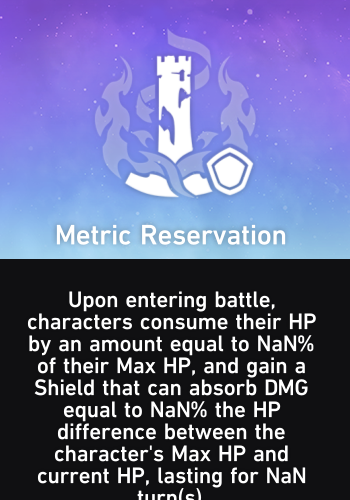 Metric Reservation
Upon entering battle,
characters consume their HP
by an amount equal to NaN%
of their Max HP, and gain a
Shield that can absorb DMG
equal to NaN% the HP
difference between the
character's Max HP and
current HP, lasting for NaN
turn(s)